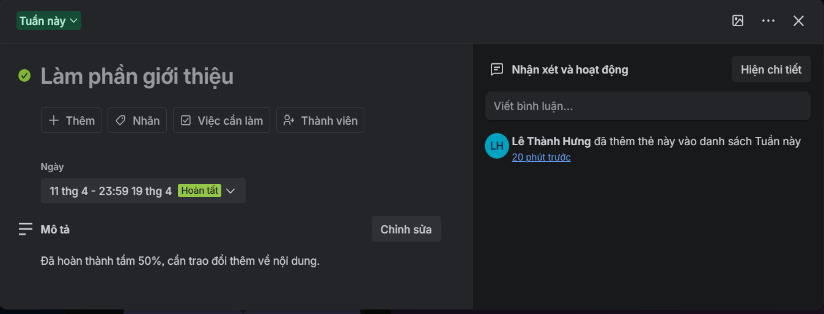 Tuần này
Làm phần giới thiệu
Thêm
Nhãn
Việc cần làm
Thành viên
Ngày
11 thg 4 - 23:59 19 thg 4 Hoàn tất
Mô tả
Chỉnh sửa
Đã hoàn thành tầm 50%, cần trao đổi thêm về nội dung.
Nhận xét và hoạt động
Hiện chi tiết
Viết bình luận...
LH
Lê Thành Hưng đã thêm thẻ này vào danh sách Tuần này
20 phút trước